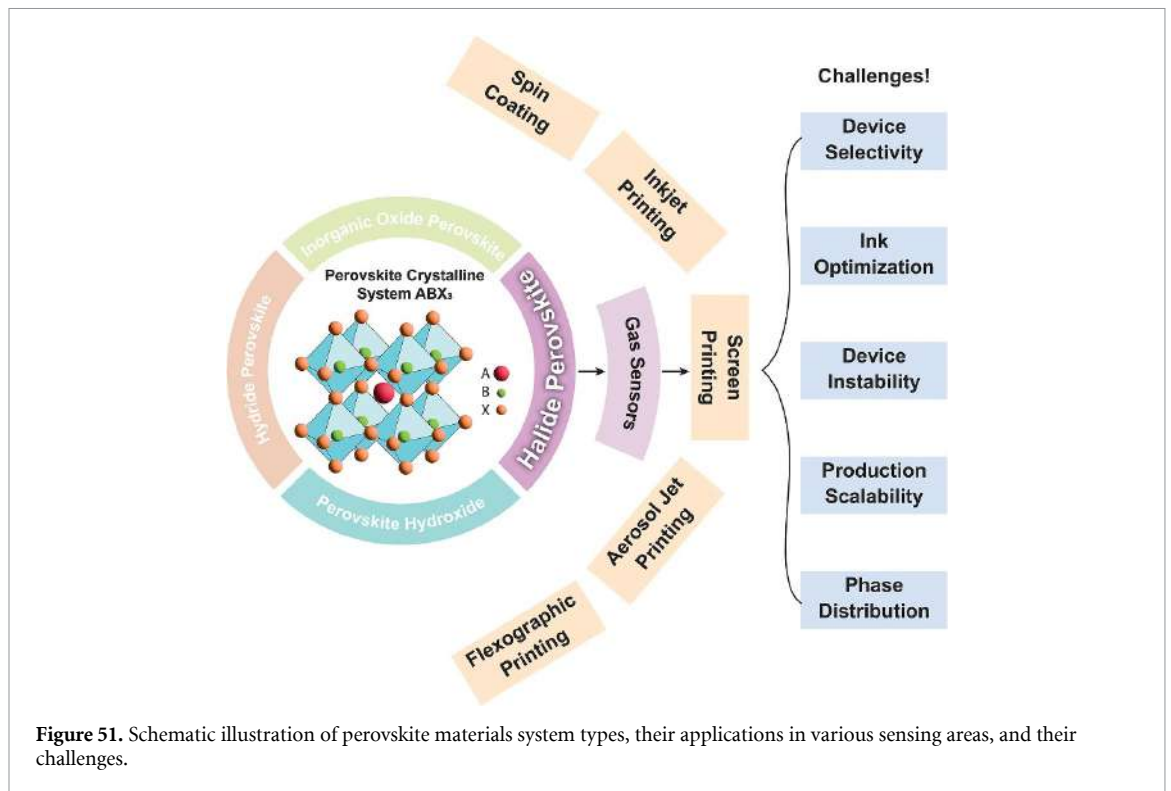 Spin
Coating
Inkjet
Printing
Challenges!
Device
Selectivity
Ink
Optimization
Device
Instability
Production
Scalability
Phase
Distribution
Inorganic Oxide Perovskite
Hydride Perovskite
Perovskite Crystalline
System ABX₃
A
B
X
Halide Perovskite
Perovskite Hydroxide
Gas Sensors
Screen
Printing
Aerosol Jet
Printing
Flexographic
Printing
Figure 51. Schematic illustration of perovskite materials system types, their applications in various sensing areas, and their
challenges.